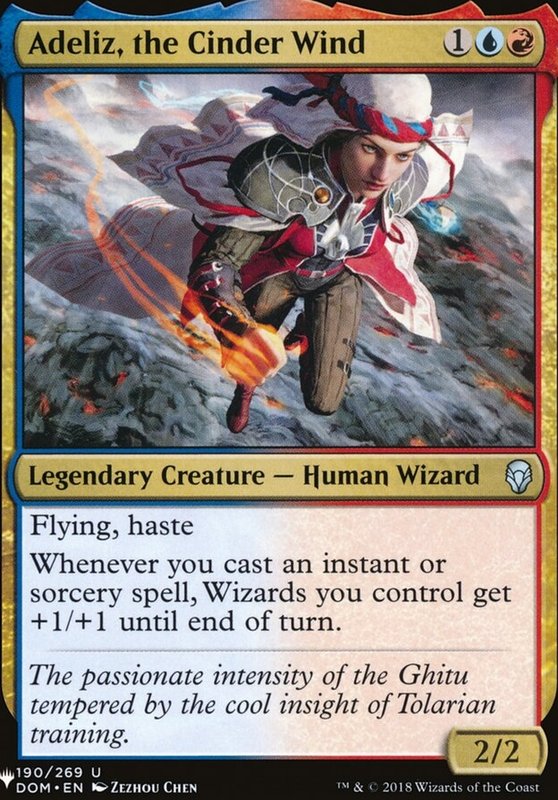 Adeliz, the Cinder Wind
1
Legendary Creature — Human Wizard
Flying, haste
Whenever you cast an instant or
sorcery spell, Wizards you control get
+1/+1 until end of turn.
The passionate intensity of the Ghitu
tempered by the cool insight of Tolarian
training.
2/2
190/269 U
DOM • EN Zezhou Chen
™ & © 2018 Wizards of the Coast